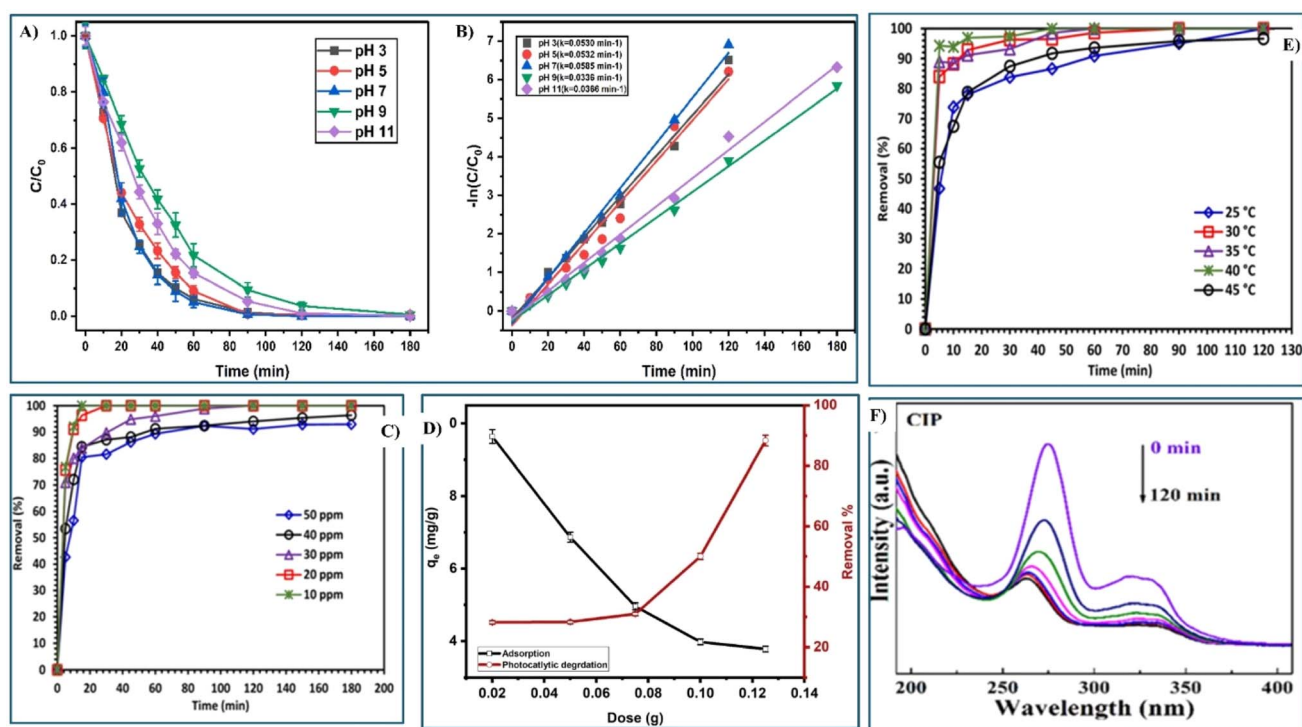 A)
C/C0
1.0
0.8
0.6
0.4
0.2
0.0
pH 3
pH 5
pH 7
pH 9
pH 11
0 20 40 60 80 100 120 140 160 180
Time (min)
B)
-ln(C/C0)
7
6
5
4
3
2
1
0
pH 3(k=0.0530 min-1)
pH 5(k=0.0532 min-1)
pH 7(k=0.0585 min-1)
pH 9(k=0.0336 min-1)
pH 11(k=0.0366 min-1)
0 20 40 60 80 100 120 140 160 180
Time (min)
E)
Removal (%)
100
90
80
70
60
50
40
30
20
10
0
25 °C
30 °C
35 °C
40 °C
45 °C
0 10 20 30 40 50 60 70 80 90 100 110 120 130
Time (min)
C)
Removal (%)
100
90
80
70
60
50
40
30
20
10
0
50 ppm
40 ppm
30 ppm
20 ppm
10 ppm
0 20 40 60 80 100 120 140 160 180 200
Time (min)
D)
qe (mg/g)
0
8
6
4
Adsorption
Photocatlytic degrdation
0.02 0.04 0.06 0.08 0.10 0.12
Dose (g)
100
90
80
70
60
50
40
30
20
Removal %
F)
CIP
0 min
120 min
Intensity (a.u.)
200 250 300 350 400
Wavelength (nm)